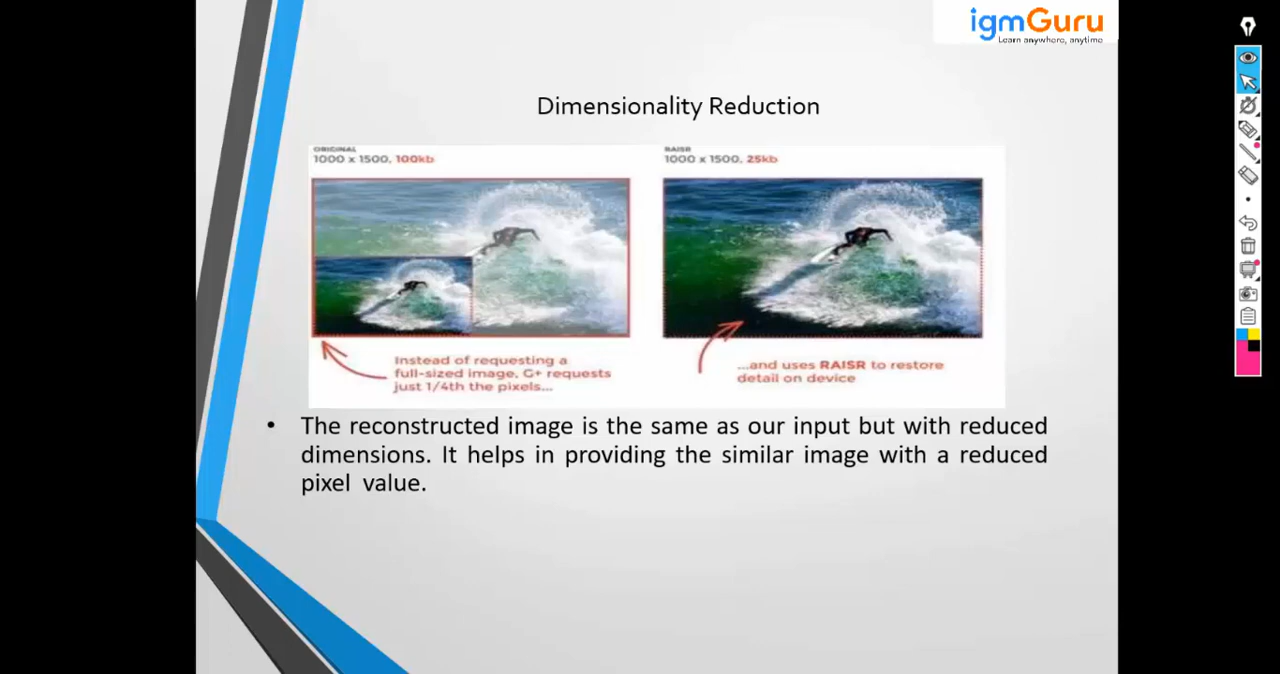 igmGuru
Learn anywhere, anytime
Dimensionality Reduction
ORIGINAL
1000 x 1500, 100kb
RAISR
1000 x 1500, 25kb
Instead of requesting a
full-sized image, G+ requests
just 1/4th the pixels...
...and uses RAISR to restore
detail on device
• The reconstructed image is the same as our input but with reduced
dimensions. It helps in providing the similar image with a reduced
pixel value.